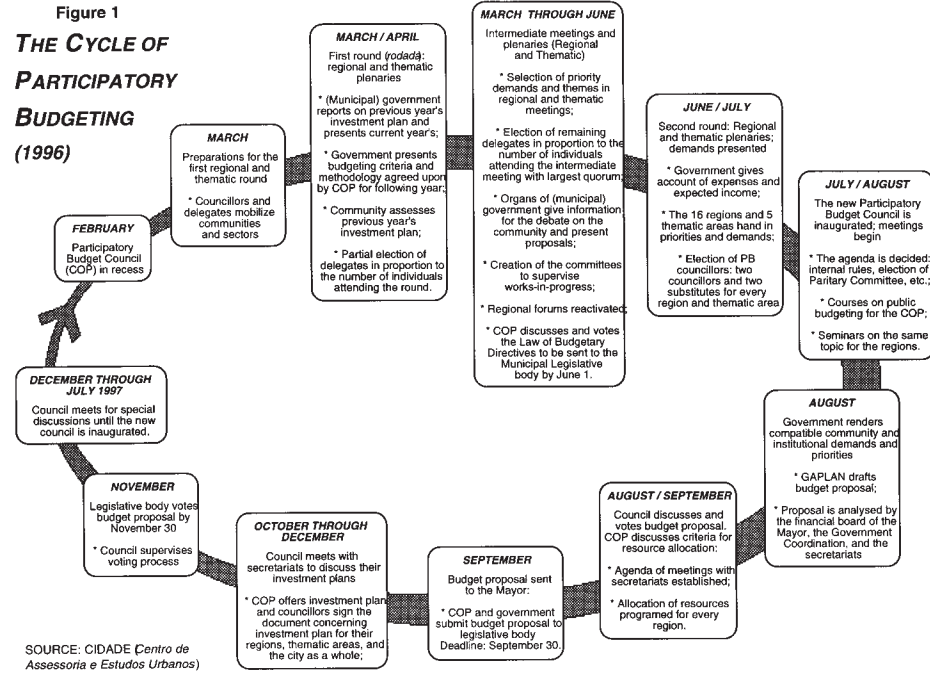 Figure 1
THE CYCLE OF
PARTICIPATORY
BUDGETING
(1996)
FEBRUARY
Participatory
Budget Council
(COP) in recess
MARCH
Preparations for the
first regional and
thematic round
* Councillors and
delegates mobilize
communities
and sectors
MARCH / APRIL
First round (rodada):
regional and thematic
plenaries
* (Municipal) government
reports on previous year's
investment plan and
presents current year's;
* Government presents
budgeting criteria and
methodology agreed upon
by COP for following year;
* Community assesses
previous year's
investment plan;
* Partial election of
delegates in proportion to
the number of individuals
attending the round.
MARCH THROUGH JUNE
Intermediate meetings and
plenaries (Regional
and Thematic)
* Selection of priority
demands and themes in
regional and thematic
meetings;
* Election of remaining
delegates in proportion to the
number of individuals
attending the intermediate
meeting with largest quorum;
* Organs of (municipal)
government give information
for the debate on the
community and present
proposals;
* Creation of the committees
to supervise
works-in-progress;
* Regional forums reactivated;
* COP discusses and votes
the Law of Budgetary
Directives to be sent to the
Municipal Legislative
body by June 1.
JUNE / JULY
Second round: Regional
and thematic plenaries;
demands presented
* Government gives
account of expenses and
expected income;
* The 16 regions and 5
thematic areas hand in
priorities and demands;
* Election of PB
councillors: two
councillors and two
substitutes for every
region and thematic area
JULY / AUGUST
The new Participatory
Budget Council is
inaugurated; meetings
begin
* The agenda is decided:
internal rules, election of
Paritary Committee, etc.;
* Courses on public
budgeting for the COP;
* Seminars on the same
topic for the regions.
AUGUST
Government renders
compatible community and
institutional demands and
priorities
* GAPLAN drafts
budget proposal;
* Proposal is analysed by
the financial board of the
Mayor, the Government
Coordination, and the
secretariats
AUGUST / SEPTEMBER
Council discusses and
votes budget proposal.
COP discusses criteria for
resource allocation:
* Agenda of meetings with
secretariats established;
* Allocation of resources
programed for every
region.
SEPTEMBER
Budget proposal sent
to the Mayor:
* COP and government
submit budget proposal to
legislative body
Deadline: September 30.
OCTOBER THROUGH
DECEMBER
Council meets with
secretariats to discuss their
investment plans
* COP offers investment plan
and councillors sign the
document concerning
investment plan for their
regions, thematic areas, and
the city as a whole;
NOVEMBER
Legislative body votes
budget proposal by
November 30
* Council supervises
voting process
DECEMBER THROUGH
JULY 1997
Council meets for special
discussions until the new
council is inaugurated.
SOURCE: CIDADE (Centro de
Assessoria e Estudos Urbanos)